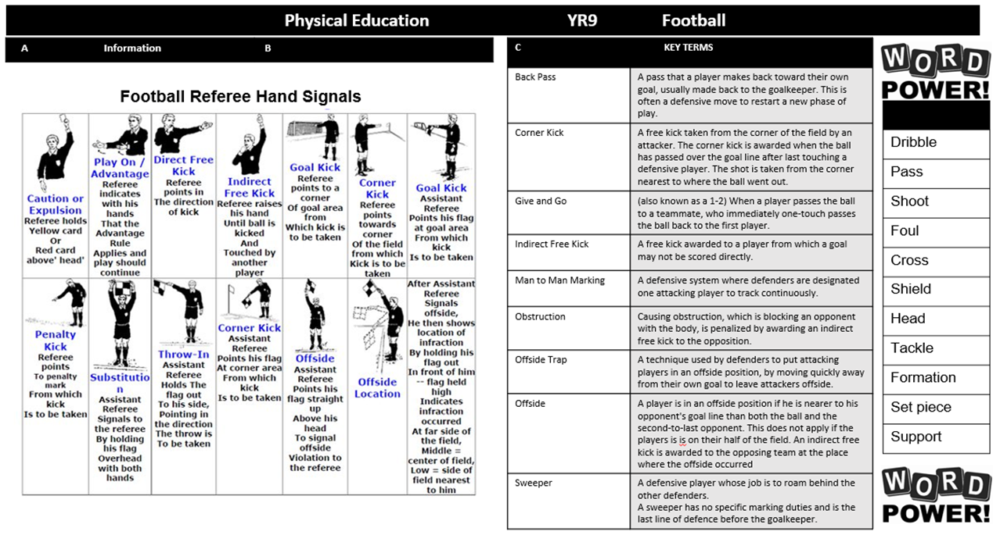 Physical Education YR9 Football
A Information B
Football Referee Hand Signals
Caution or
Expulsion
Referee holds
Yellow card
Or
Red card
above' head'
Play On /
Advantage
Referee
indicates
with his
hands
That the
Advantage
Rule
Applies and
play should
continue
Direct Free
Kick
Referee
points in
The direction
of kick
Indirect
Free Kick
Referee raises
his hand
Until ball is
kicked
And
Touched by
another
player
Goal Kick
Referee
points to a
corner
Of goal area
from
Which kick is
to be taken
Corner
Kick
Referee
points
towards
corner
Of the field
from which
Kick is to be
taken
Goal Kick
Assistant
Referee
Points his flag
at goal area
From which
kick
Is to be taken
Penalty
Kick
Referee
points
To penalty
mark
From which
kick
Is to be taken
Substitutio
n
Assistant
Referee
Signals to
the referee
By holding
his flag
Overhead
with both
hands
Throw-In
Assistant
Referee
Holds The
flag out
To his side,
Pointing in
the direction
The throw is
To be taken
Corner Kick
Assistant
Referee
Points his flag
At corner area
From which
kick
Is to be taken
Offside
Assistant
Referee
Points his
flag straight
up
Above his
head
To signal
offside
Violation to
the referee
Offside
Location
After Assistant
Referee
Signals
offside,
He then shows
location of
infraction
By holding his
flag out
In front of him
-- flag held
high
Indicates
infraction
occurred
At far side of
the field,
Middle =
center of field,
Low = side of
field nearest
to him
C KEY TERMS
Back Pass
A pass that a player makes back toward their own
goal, usually made back to the goalkeeper. This is
often a defensive move to restart a new phase of
play.
Corner Kick
A free kick taken from the corner of the field by an
attacker. The corner kick is awarded when the ball
has passed over the goal line after last touching a
defensive player. The shot is taken from the corner
nearest to where the ball went out.
Give and Go
(also known as a 1-2) When a player passes the ball
to a teammate, who immediately one-touch passes
the ball back to the first player.
Indirect Free Kick
A free kick awarded to a player from which a goal
may not be scored directly.
Man to Man Marking
A defensive system where defenders are designated
one attacking player to track continuously.
Obstruction
Causing obstruction, which is blocking an opponent
with the body, is penalized by awarding an indirect
free kick to the opposition.
Offside Trap
A technique used by defenders to put attacking
players in an offside position, by moving quickly away
from their own goal to leave attackers offside.
Offside
A player is in an offside position if he is nearer to his
opponent's goal line than both the ball and the
second-to-last opponent. This does not apply if the
players is is on their half of the field. An indirect free
kick is awarded to the opposing team at the place
where the offside occurred
Sweeper
A defensive player whose job is to roam behind the
other defenders.
A sweeper has no specific marking duties and is the
last line of defence before the goalkeeper.
WORD
POWER!
Dribble
Pass
Shoot
Foul
Cross
Shield
Head
Tackle
Formation
Set piece
Support
WORD
POWER!